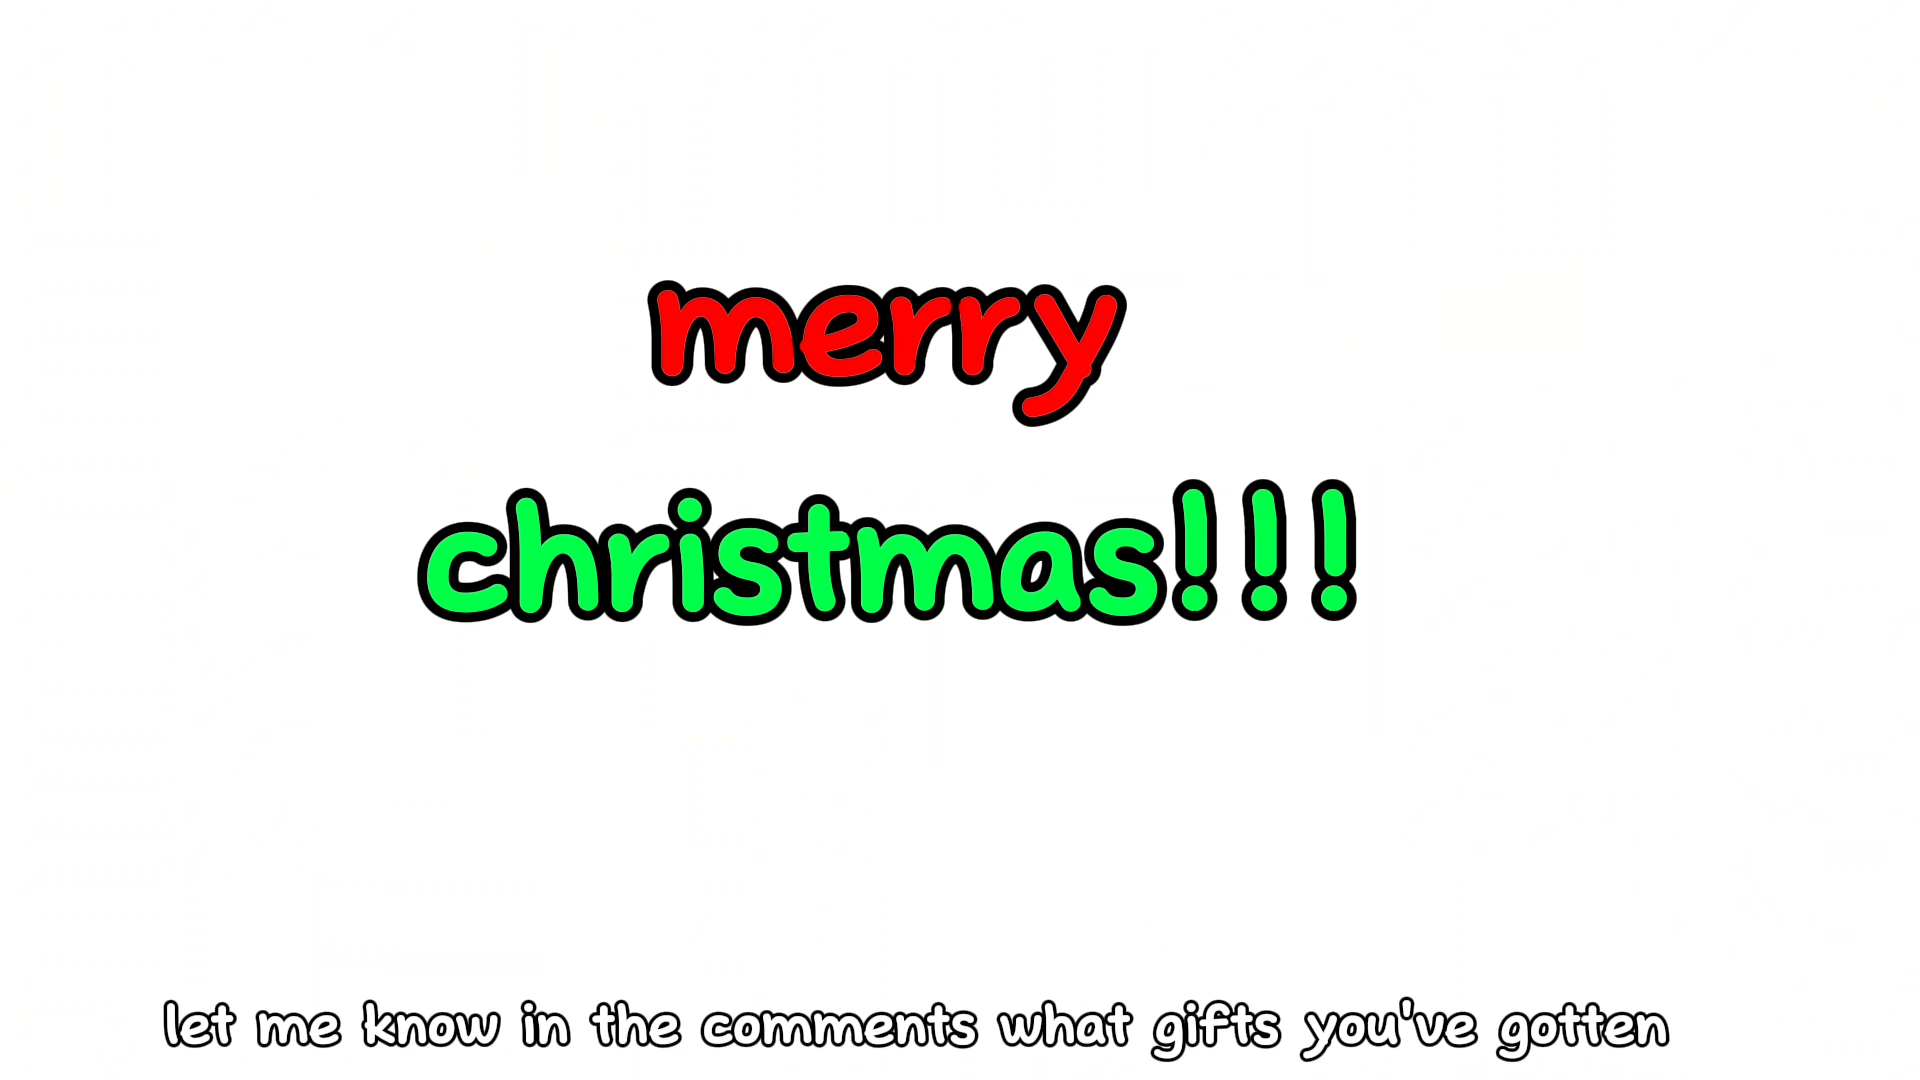 merry
christmas!!!
let me know in the comments what gifts you've gotten